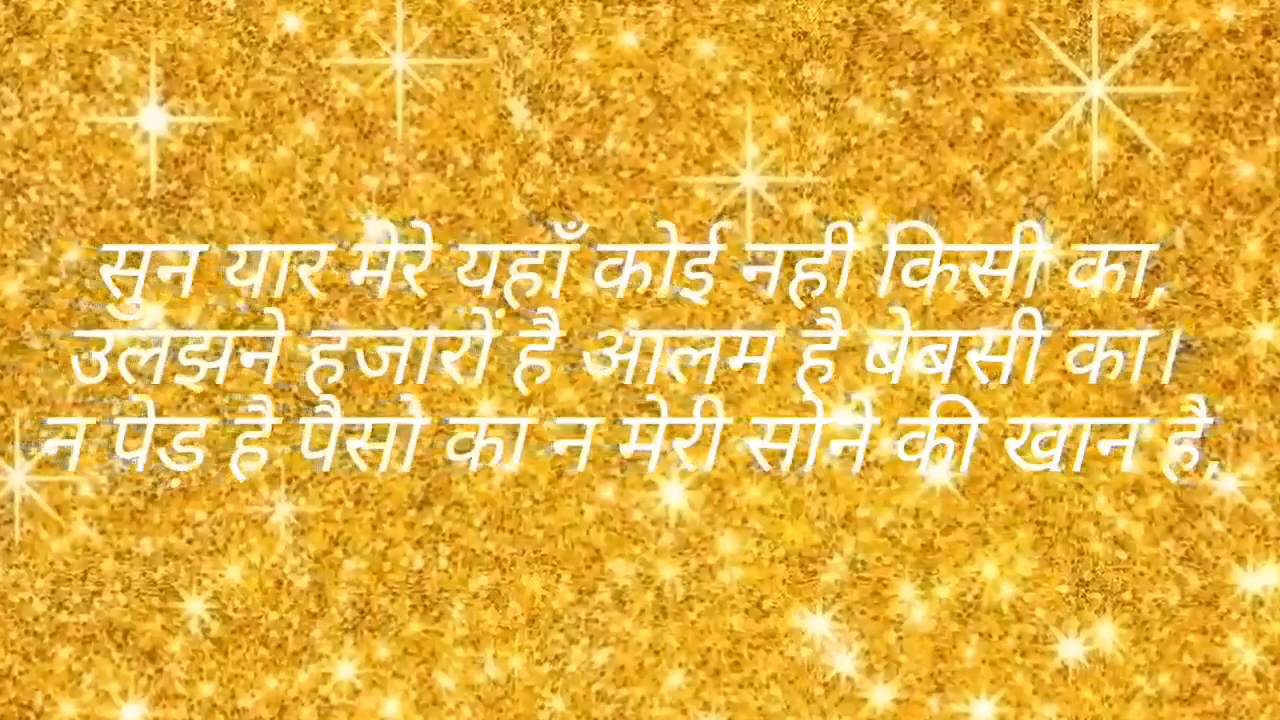 सुन यार मेरे यहाँ कोई नही किसी का,
उलझने हजारों है आलम है बेबसी का।
न पेड़ है पैसो का न मेरी सोने की खान है,